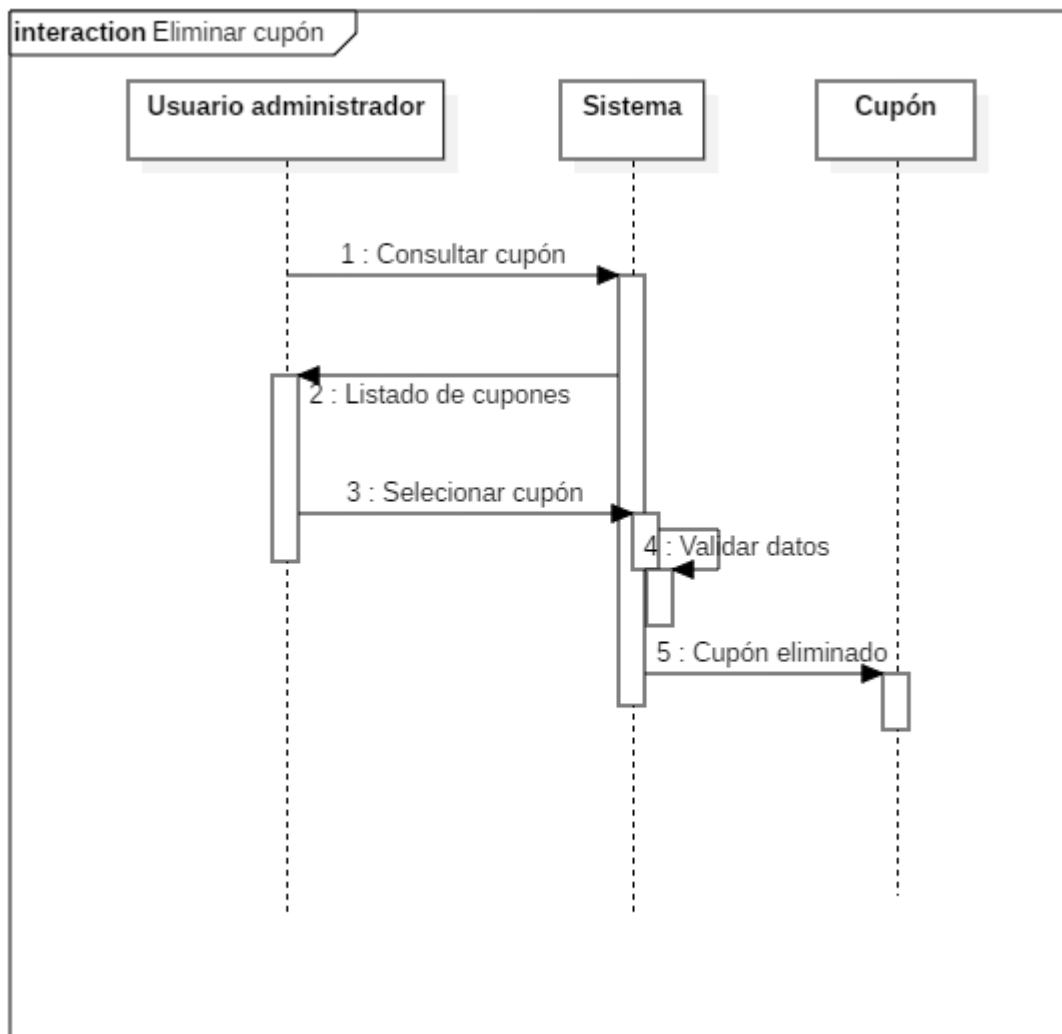 interaction Eliminar cupón
Usuario administrador
Sistema
Cupón
1 : Consultar cupón
2 : Listado de cupones
3 : Selecionar cupón
4 : Validar datos
5 : Cupón eliminado